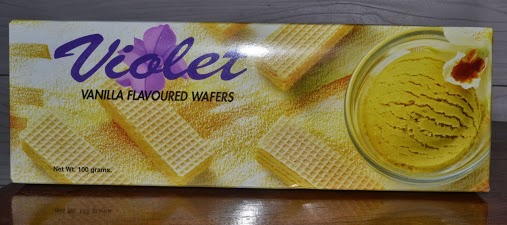 Violet
VANILLA FLAVOURED WAFERS
Net Wt. 100 grams.